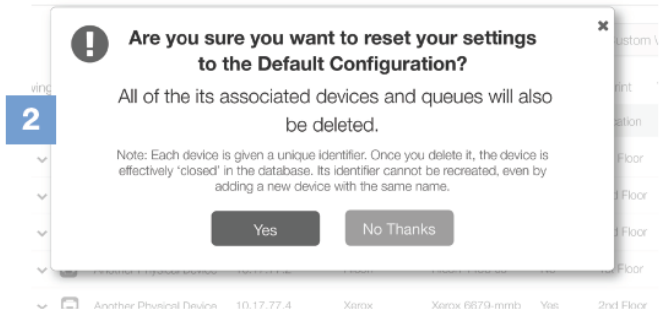 Are you sure you want to reset your settings
to the Default Configuration?
All of the its associated devices and queues will also
be deleted.
2
Note: Each device is given a unique identifier. Once you delete it, the device is
effectively 'closed' in the database. Its identifier cannot be recreated, even by
adding a new device with the same name.
Yes No Thanks
Another Physical Device 10.17.77.4 Xerox Xerox 6679-mmb Yes 2nd Floor